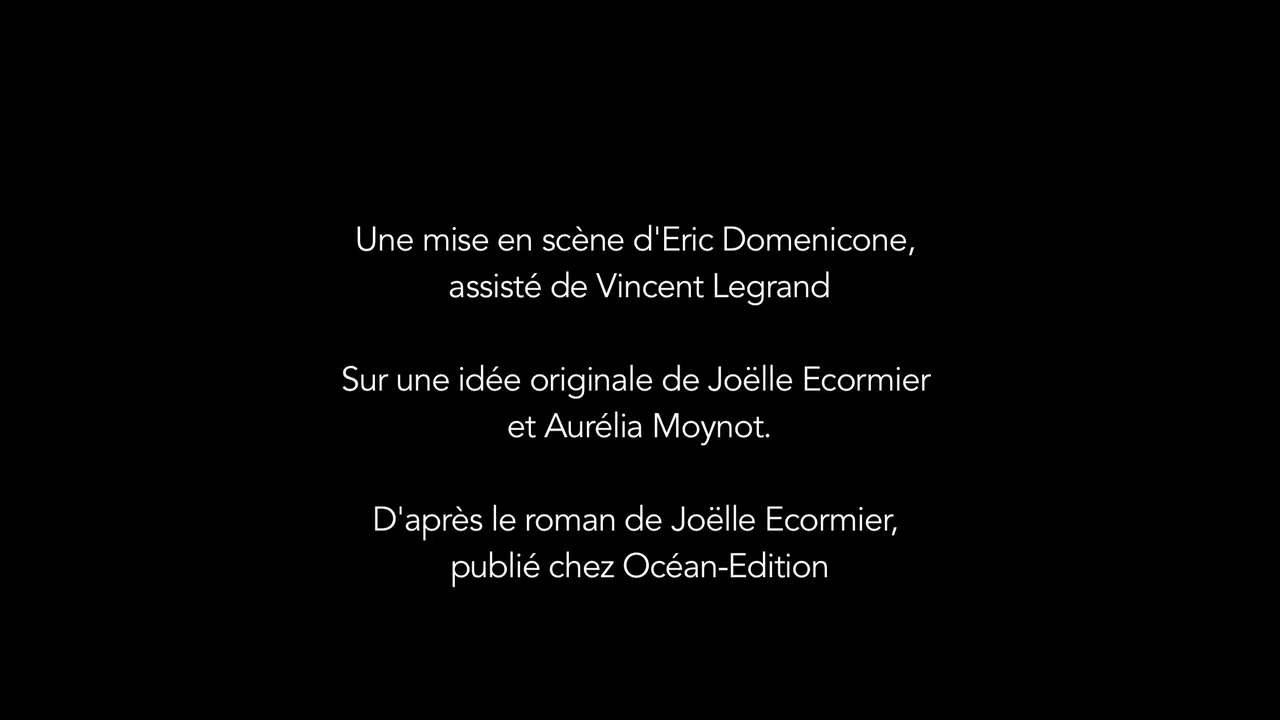 Une mise en scène d'Eric Domenicone,
assisté de Vincent Legrand
Sur une idée originale de Joëlle Ecormier
et Aurélia Moynot.
D'après le roman de Joëlle Ecormier,
publié chez Océan-Edition